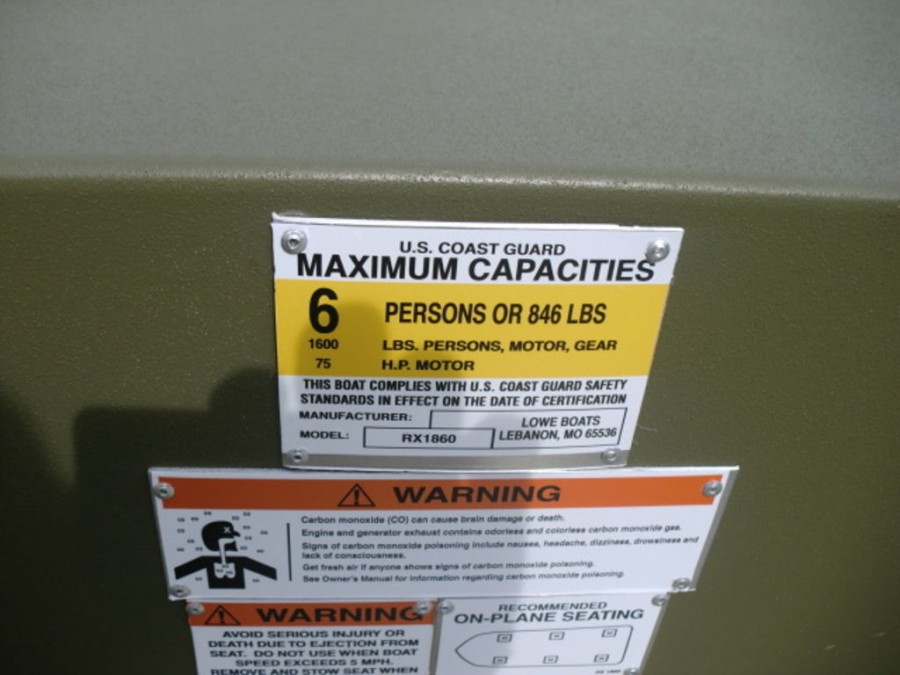 U.S. COAST GUARD
MAXIMUM CAPACITIES
6 PERSONS OR 846 LBS
1600 LBS. PERSONS, MOTOR, GEAR
75 H.P. MOTOR
THIS BOAT COMPLIES WITH U.S. COAST GUARD SAFETY
STANDARDS IN EFFECT ON THE DATE OF CERTIFICATION
MANUFACTURER: LOWE BOATS
MODEL: RX1860 LEBANON, MO 65536
WARNING
Carbon monoxide (CO) can cause brain damage or death.
Engine and generator exhaust contains odorless and colorless carbon monoxide gas.
Signs of carbon monoxide poisoning include nausea, headache, dizziness, drowsiness and
lack of consciousness.
Get fresh air if anyone shows signs of carbon monoxide poisoning.
See Owner's Manual for information regarding carbon monoxide poisoning.
WARNING
AVOID SERIOUS INJURY OR
DEATH DUE TO EJECTION FROM
SEAT. DO NOT USE WHEN BOAT
SPEED EXCEEDS 5 MPH.
REMOVE AND STOW SEAT WHEN
RECOMMENDED
ON-PLANE SEATING